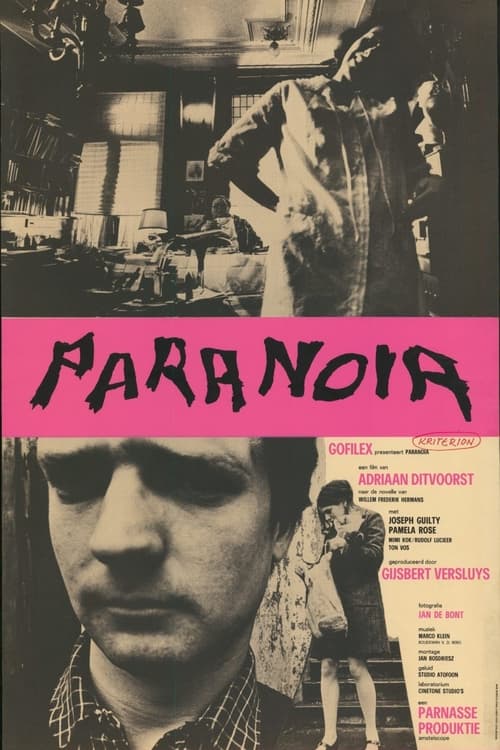 PARANOIA
KRITERION
GOFILEX presenteert PARANOIA
een film van
ADRIAAN DITVOORST
naar de novelle van
WILLEM FREDERIK HERMANS
met
JOSEPH GUILTY
PAMELA ROSE
MIMI KOK/RUDOLF LUCIEER
TON VOS
geproduceerd door
GIJSBERT VERSLUYS
fotografie
JAN DE BONT
muziek
MARCO KLEIN
montage
JAN BOSDRIESZ
geluid
STUDIO ATOFOON
laboratorium
CINETONE STUDIO'S
een
PARNASSE
PRODUKTIE
amstelscope